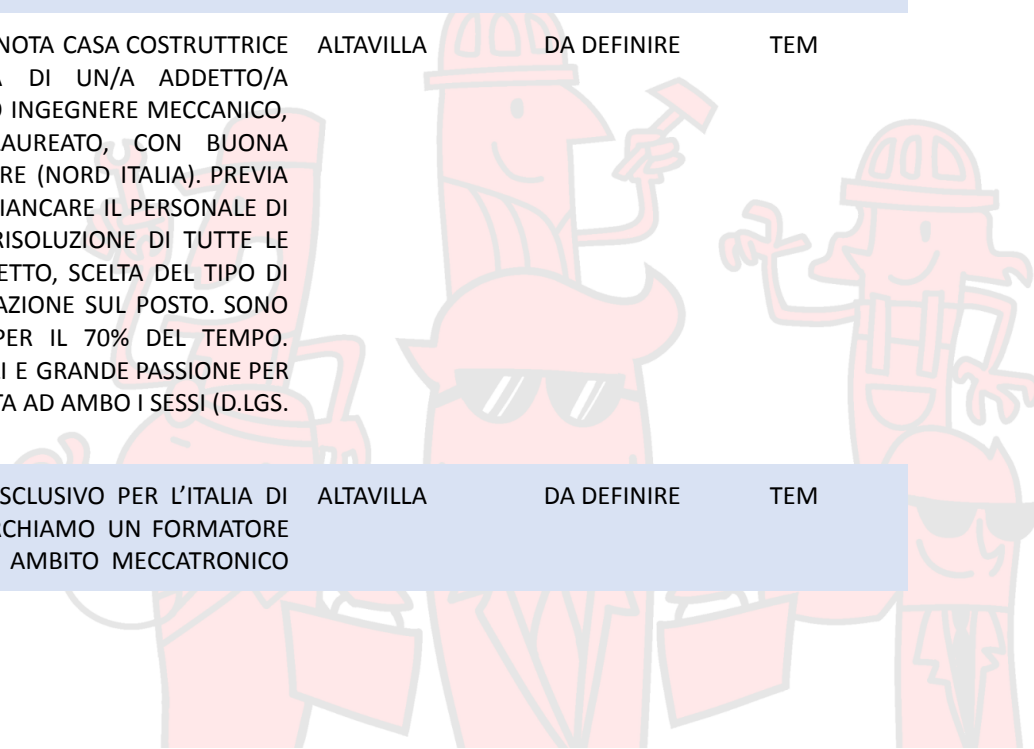 NOTA CASA COSTRUTTRICE ALTAVILLA DA DEFINIRE TEM
DI UN/A ADDETTO/A
INGEGNERE MECCANICO,
AUREATO, CON BUONA
RE (NORD ITALIA). PREVIA
IANCARE IL PERSONALE DI
RISOLUZIONE DI TUTTE LE
ETTO, SCELTA DEL TIPO DI
AZIONE SUL POSTO. SONO
PER IL 70% DEL TEMPO.
I E GRANDE PASSIONE PER
TA AD AMBO I SESSI (D.LGS.
SCLUSIVO PER L’ITALIA DI ALTAVILLA DA DEFINIRE TEM
RCHIAMO UN FORMATORE
AMBITO MECCATRONICO